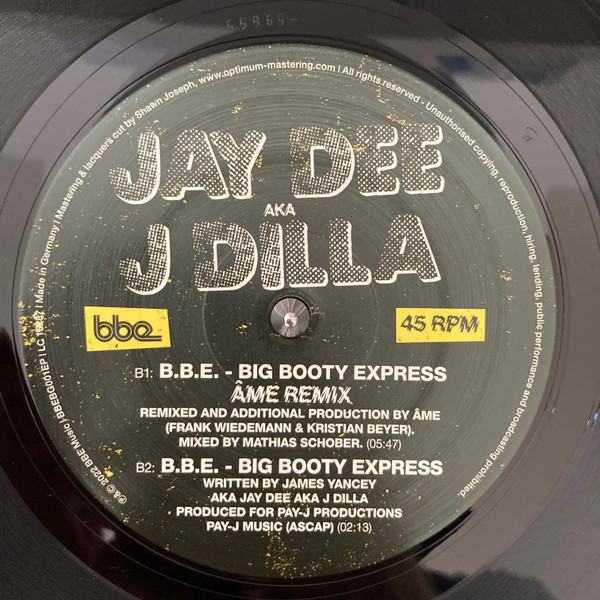 55965-
P&© 2022 BBE Music | BBEBG001EP | LC | Made in Germany | Mastering & lacquers cut by Shawn Joseph, www.optimum-mastering.com | All rights reserved - Unauthorised copying, reproduction, hiring, lending, public performance and broadcasting prohibited.
JAY DEE
AKA
J DILLA
bbe
45 RPM
B1: B.B.E. - BIG BOOTY EXPRESS
ÂME REMIX
REMIXED AND ADDITIONAL PRODUCTION BY ÂME
(FRANK WIEDEMANN & KRISTIAN BEYER).
MIXED BY MATHIAS SCHOBER. (05:47)
B2: B.B.E. - BIG BOOTY EXPRESS
WRITTEN BY JAMES YANCEY
AKA JAY DEE AKA J DILLA
PRODUCED FOR PAY-J PRODUCTIONS
PAY-J MUSIC (ASCAP) (02:13)